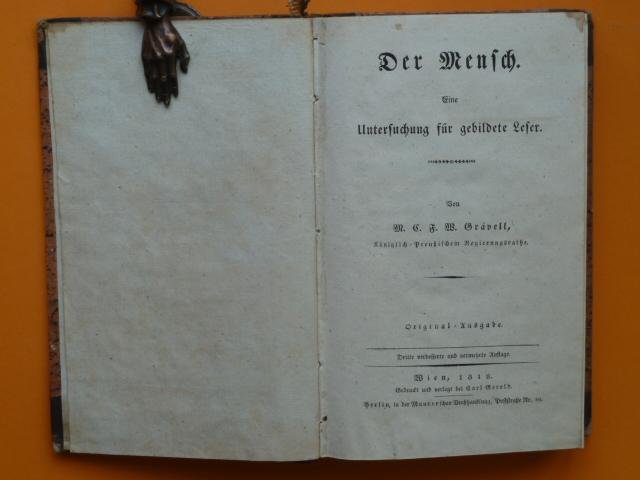 Der Mensch.
Eine
Untersuchung für gebildete Leser.
Von
M. C. F. W. Grävell,
Königlich-Preußischem Regierungsrathe.
Original-Ausgabe.
Dritte verbesserte und vermehrte Auflage.
Wien, 1818.
Gedruckt und verlegt bei Carl Gerold.
Berlin, in der Maurerschen Buchhandlung, Poststraße Nr. 29.